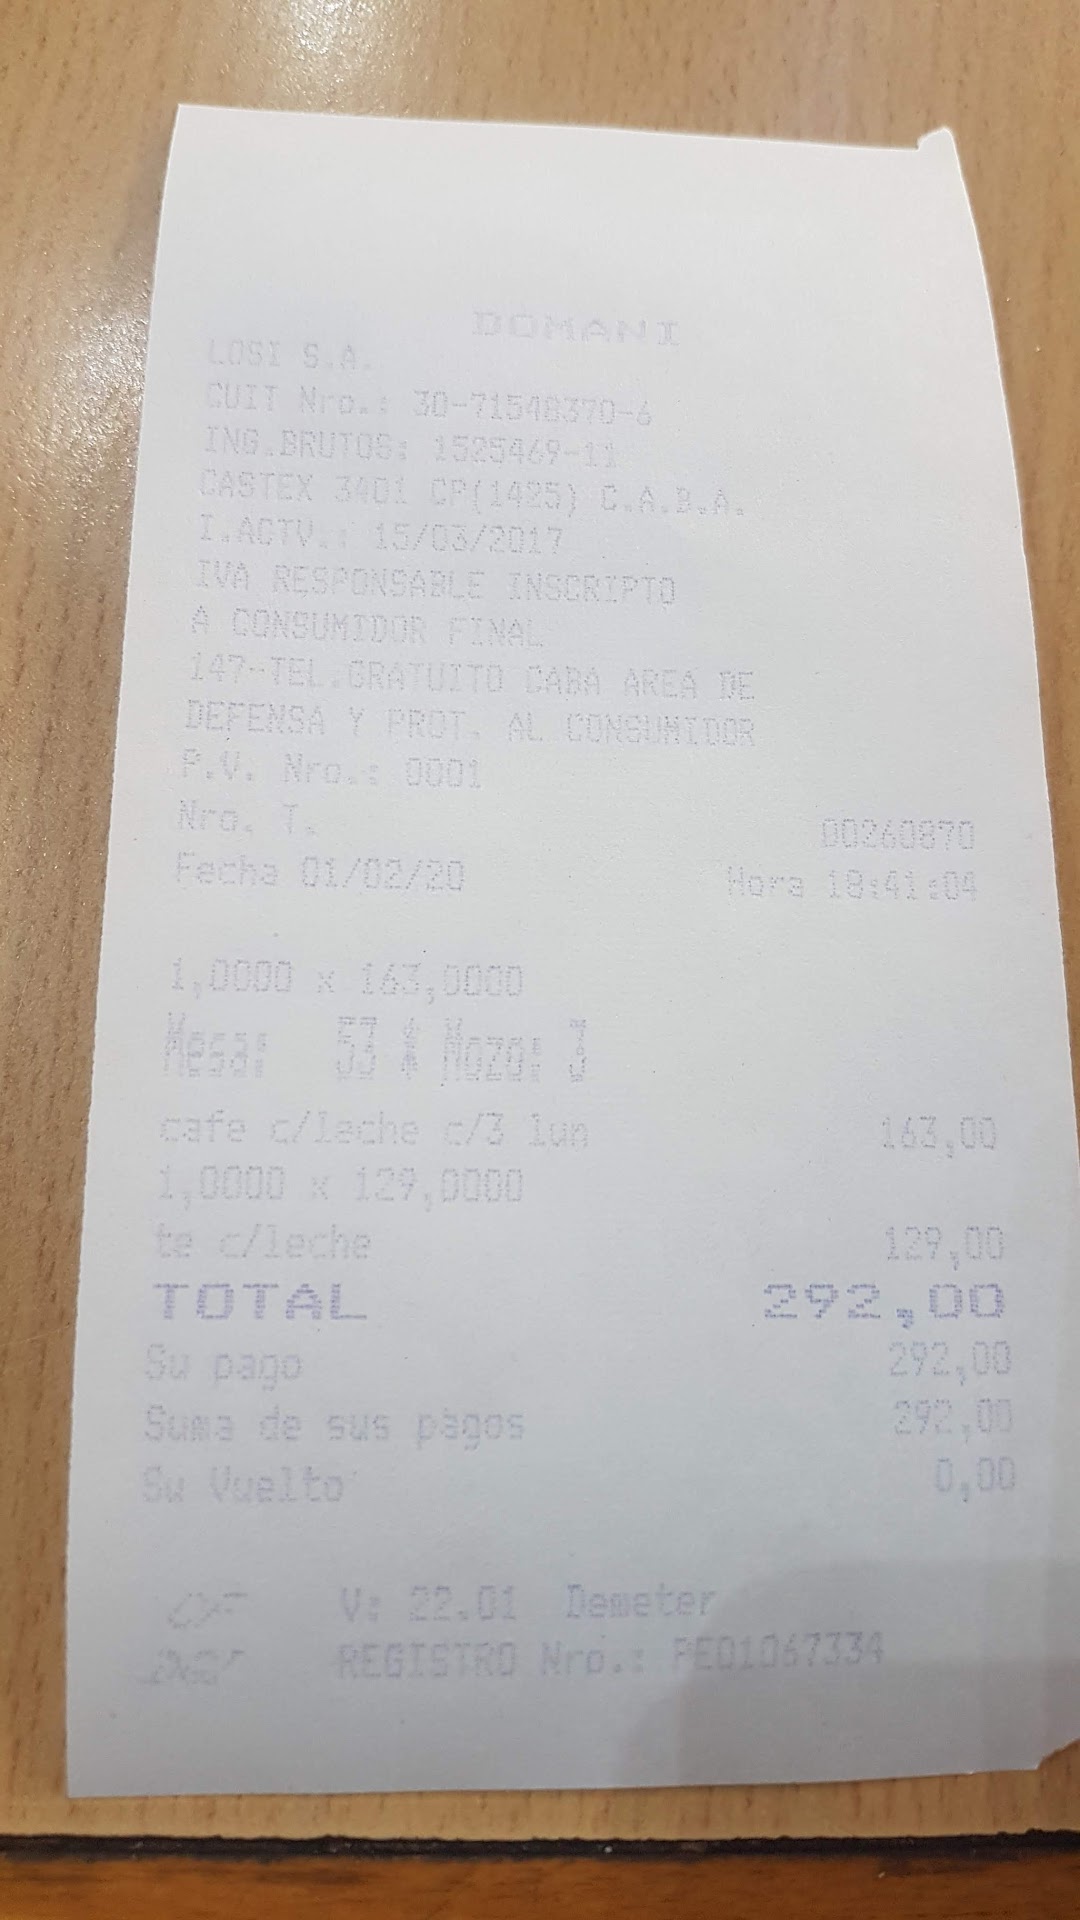 DOMANI
LOSI S.A.
CUIT Nro.: 30-71548370-6
ING.BRUTOS: 1525469-11
CASTEX 3401 CP(1425) C.A.B.A.
I.ACTV.: 15/03/2017
IVA RESPONSABLE INSCRIPTO
A CONSUMIDOR FINAL
147-TEL.GRATUITO CABA AREA DE
DEFENSA Y PROT. AL CONSUMIDOR
P.V. Nro.: 0001
Nro. T. 00260870
Fecha 01/02/20 Hora 18:41:04
1,0000 x 163,0000
Mesa: 53 # Mozo: 3
cafe c/leche c/3 lun 163,00
1,0000 x 129,0000
te c/leche 129,00
TOTAL 292,00
Su pago 292,00
Suma de sus pagos 292,00
Su Vuelto 0,00
V: 22.01 Demeter
REGISTRO Nro.: PEO1067334